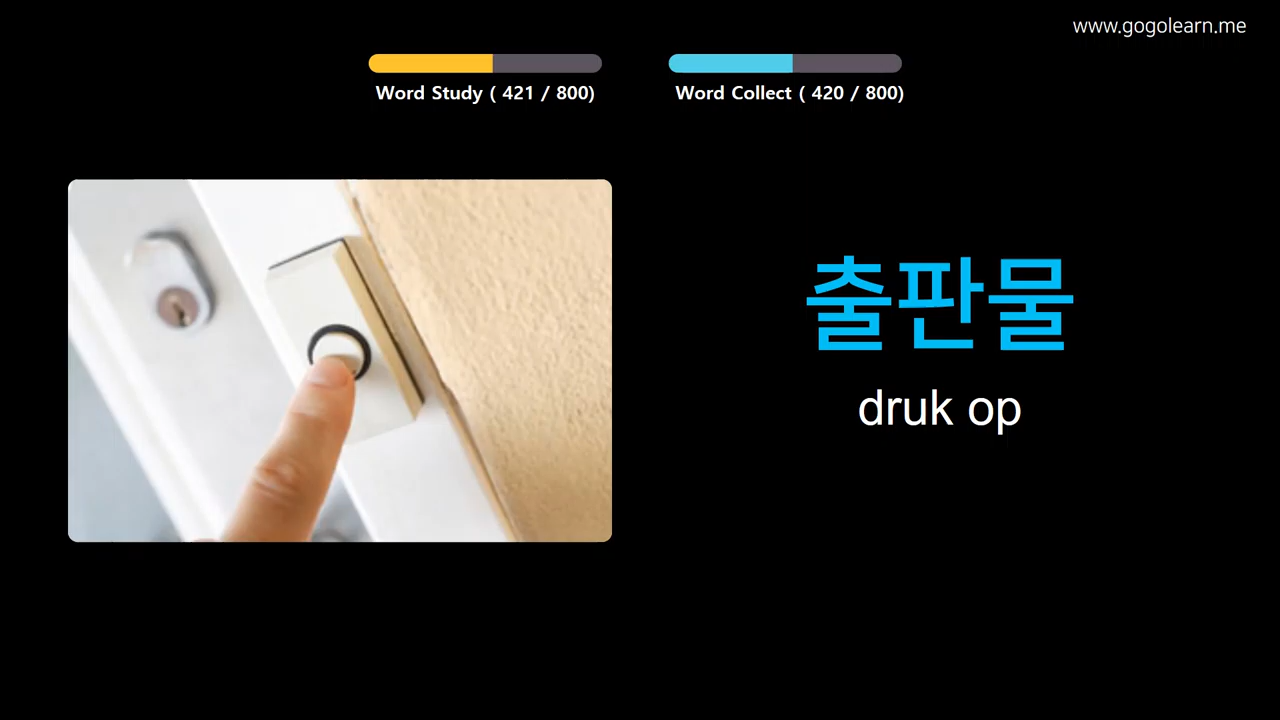 www.gogolearn.me
Word Study ( 421 / 800)
Word Collect ( 420 / 800)
출판물
druk op